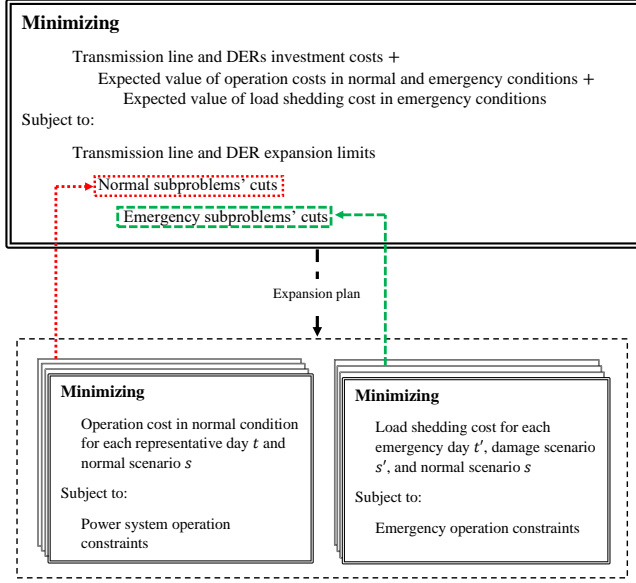 Minimizing
Transmission line and DERs investment costs +
Expected value of operation costs in normal and emergency conditions +
Expected value of load shedding cost in emergency conditions
Subject to:
Transmission line and DER expansion limits
Normal subproblems' cuts
Emergency subproblems' cuts
Expansion plan
Minimizing
Operation cost in normal condition
for each representative day t and
normal scenario s
Subject to:
Power system operation
constraints
Minimizing
Load shedding cost for each
emergency day t′, damage scenario
s′, and normal scenario s
Subject to:
Emergency operation constraints